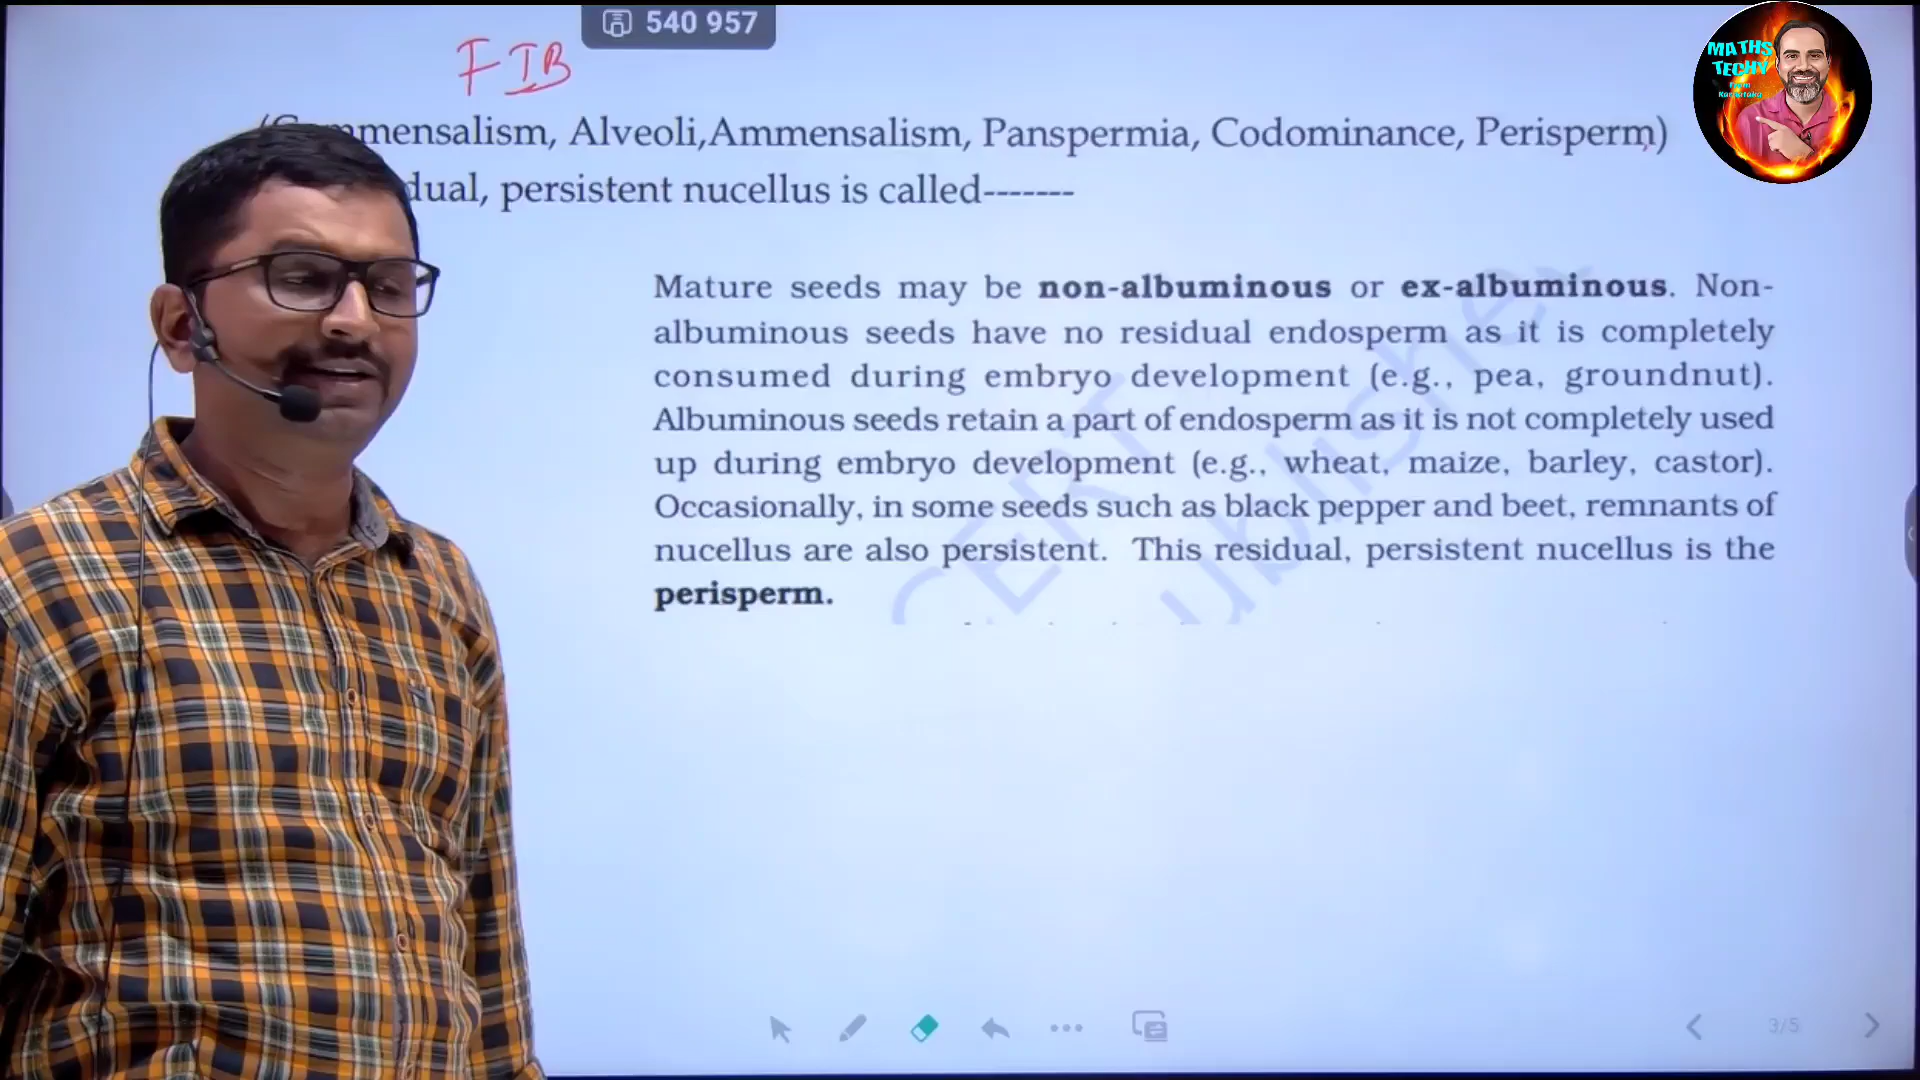 540 957
FIB
MATHS
TECHY
From
Karnataka
mmensalism, Alveoli,Ammensalism, Panspermia, Codominance, Perisperm)
dual, persistent nucellus is called-------
Mature seeds may be non-albuminous or ex-albuminous. Non-
albuminous seeds have no residual endosperm as it is completely
consumed during embryo development (e.g., pea, groundnut).
Albuminous seeds retain a part of endosperm as it is not completely used
up during embryo development (e.g., wheat, maize, barley, castor).
Occasionally, in some seeds such as black pepper and beet, remnants of
nucellus are also persistent. This residual, persistent nucellus is the
perisperm.
3/5